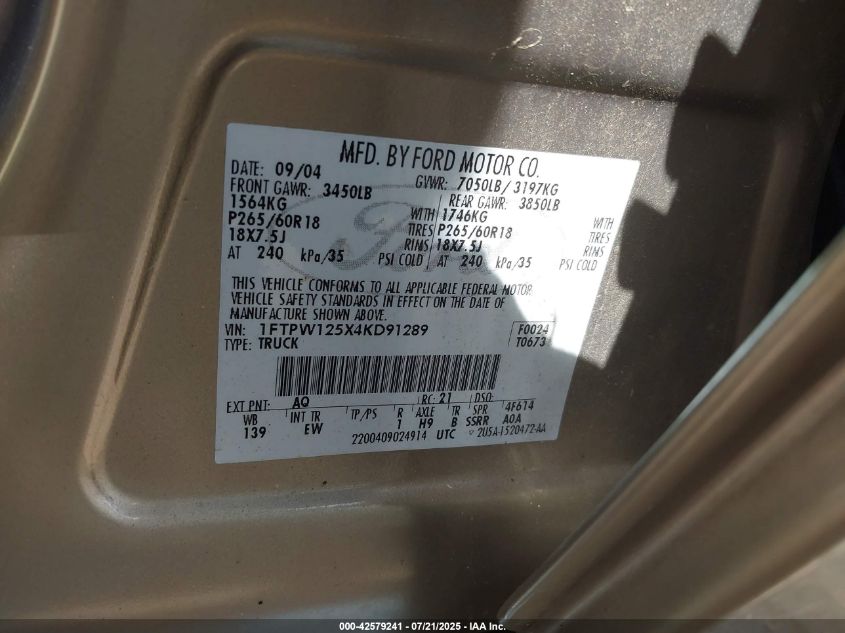 MFD. BY FORD MOTOR CO.
DATE: 09/04 GVWR: 7050LB/ 3197KG
FRONT GAWR: 3450LB REAR GAWR: 3850LB
1564KG WITH 1746KG WITH
P265/60R18 TIRES P265/60R18 TIRES
18X7.5J RIMS 18X7.5J RIMS
AT 240 kPa/35 PSI COLD AT 240 kPa/35 PSI COLD
THIS VEHICLE CONFORMS TO ALL APPLICABLE FEDERAL MOTOR
VEHICLE SAFETY STANDARDS IN EFFECT ON THE DATE OF
MANUFACTURE SHOWN ABOVE.
VIN: 1FTPW125X4KD91289 F0024
TYPE: TRUCK T0673
EXT PNT: AQ RC: 21 DSO:
WB INT TR TP/PS R AXLE TR SPR 4F614
139 EW 1 H9 B SSRR A0A
2200409024914 UTC 2U5A-1520472-AA
000-42579241 - 07/21/2025 - IAA Inc.